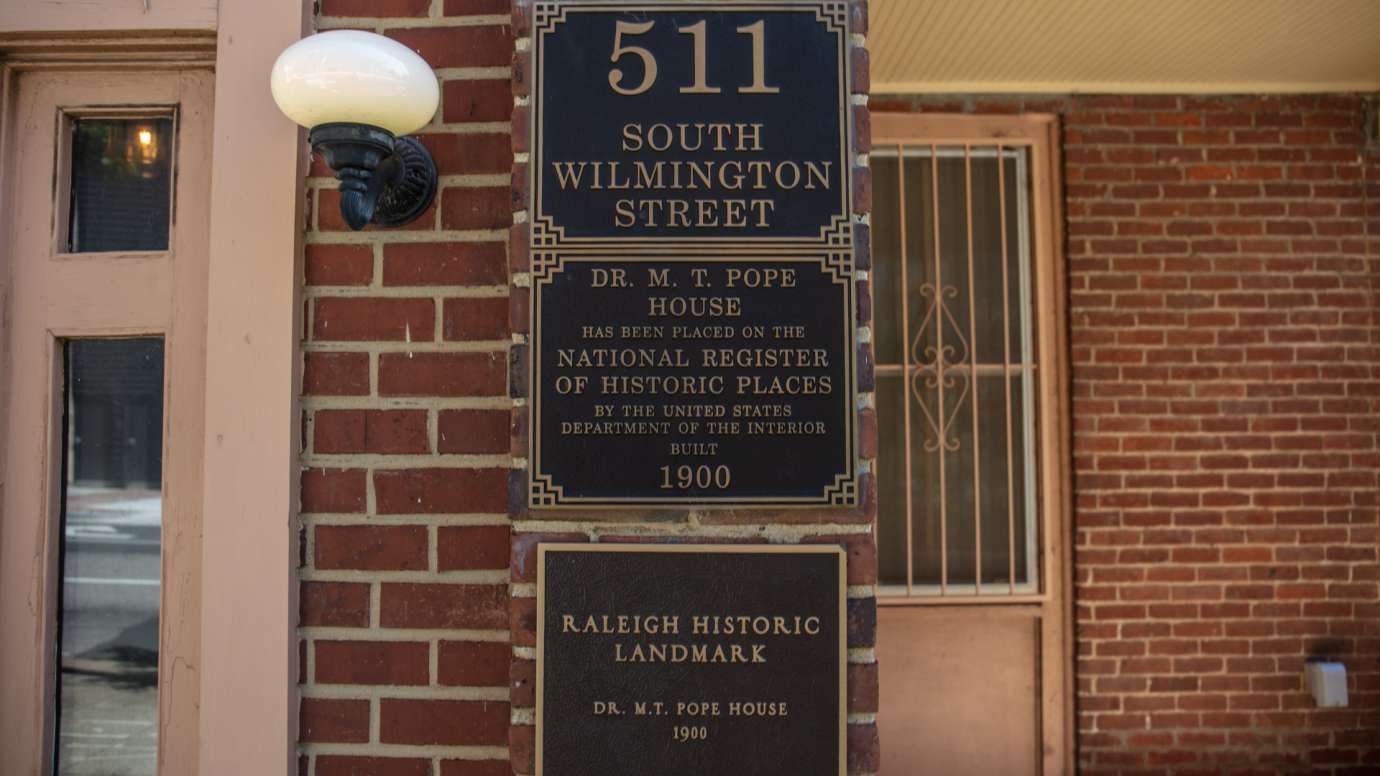 511
SOUTH
WILMINGTON
STREET
DR. M. T. POPE
HOUSE
HAS BEEN PLACED ON THE
NATIONAL REGISTER
OF HISTORIC PLACES
BY THE UNITED STATES
DEPARTMENT OF THE INTERIOR
BUILT
1900
RALEIGH HISTORIC
LANDMARK
DR. M.T. POPE HOUSE
1900